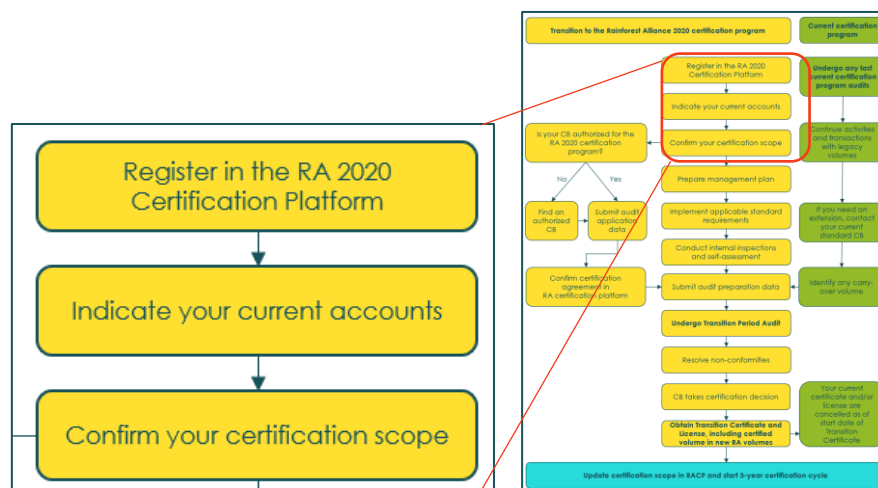 Register in the RA 2020
Certification Platform
Indicate your current accounts
Confirm your certification scope
Transition to the Rainforest Alliance 2020 certification program
Current certification
program
Register in the RA 2020
Certification Platform
Undergo any last
current certification
program audits
Indicate your current accounts
Is your CB authorized for the
RA 2020 certification
program?
Confirm your certification scope
Continue activities
and transactions
with legacy
volumes
No
Yes
Prepare management plan
Find an
authorized
CB
Submit audit
application
data
Implement applicable standard
requirements
If you need an
extension, contact
your current
standard CB
Conduct internal inspections
and self-assessment
Confirm certification
agreement in
RA certification platform
Submit audit preparation data
Identify any carry-
over volume
Undergo Transition Period Audit
Resolve non-conformities
CB takes certification decision
Your current
certificate and/or
license are
cancelled as of
start date of
Transition
Certificate
Obtain Transition Certificate and
License, including certified
volume in new RA volumes
Update certification scope in RACP and start 3-year certification cycle